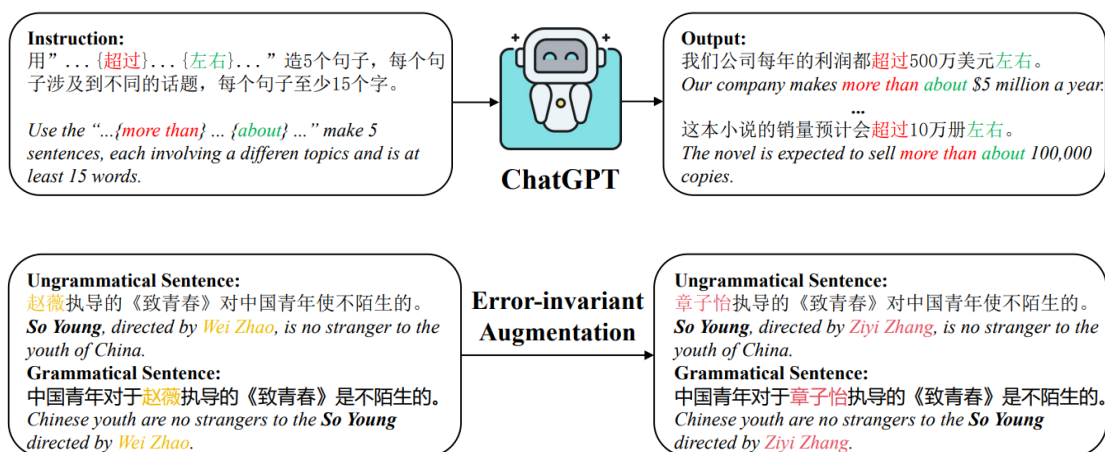 Instruction:
用”...{超过}...{左右}...”造5个句子，每个句
子涉及到不同的话题，每个句子至少15个字。
Use the “...{more than} ... {about} ...” make 5
sentences, each involving a differen topics and is at
least 15 words.
ChatGPT
Output:
我们公司每年的利润都超过500万美元左右。
Our company makes more than about $5 million a year.
...
这本小说的销量预计会超过10万册左右。
The novel is expected to sell more than about 100,000
copies.
Ungrammatical Sentence:
赵薇执导的《致青春》对中国青年使不陌生的。
So Young, directed by Wei Zhao, is no stranger to the
youth of China.
Grammatical Sentence:
中国青年对于赵薇执导的《致青春》是不陌生的。
Chinese youth are no strangers to the So Young
directed by Wei Zhao.
Error-invariant
Augmentation
Ungrammatical Sentence:
章子怡执导的《致青春》对中国青年使不陌生的。
So Young, directed by Ziyi Zhang, is no stranger to the
youth of China.
Grammatical Sentence:
中国青年对于章子怡执导的《致青春》是不陌生的。
Chinese youth are no strangers to the So Young
directed by Ziyi Zhang.